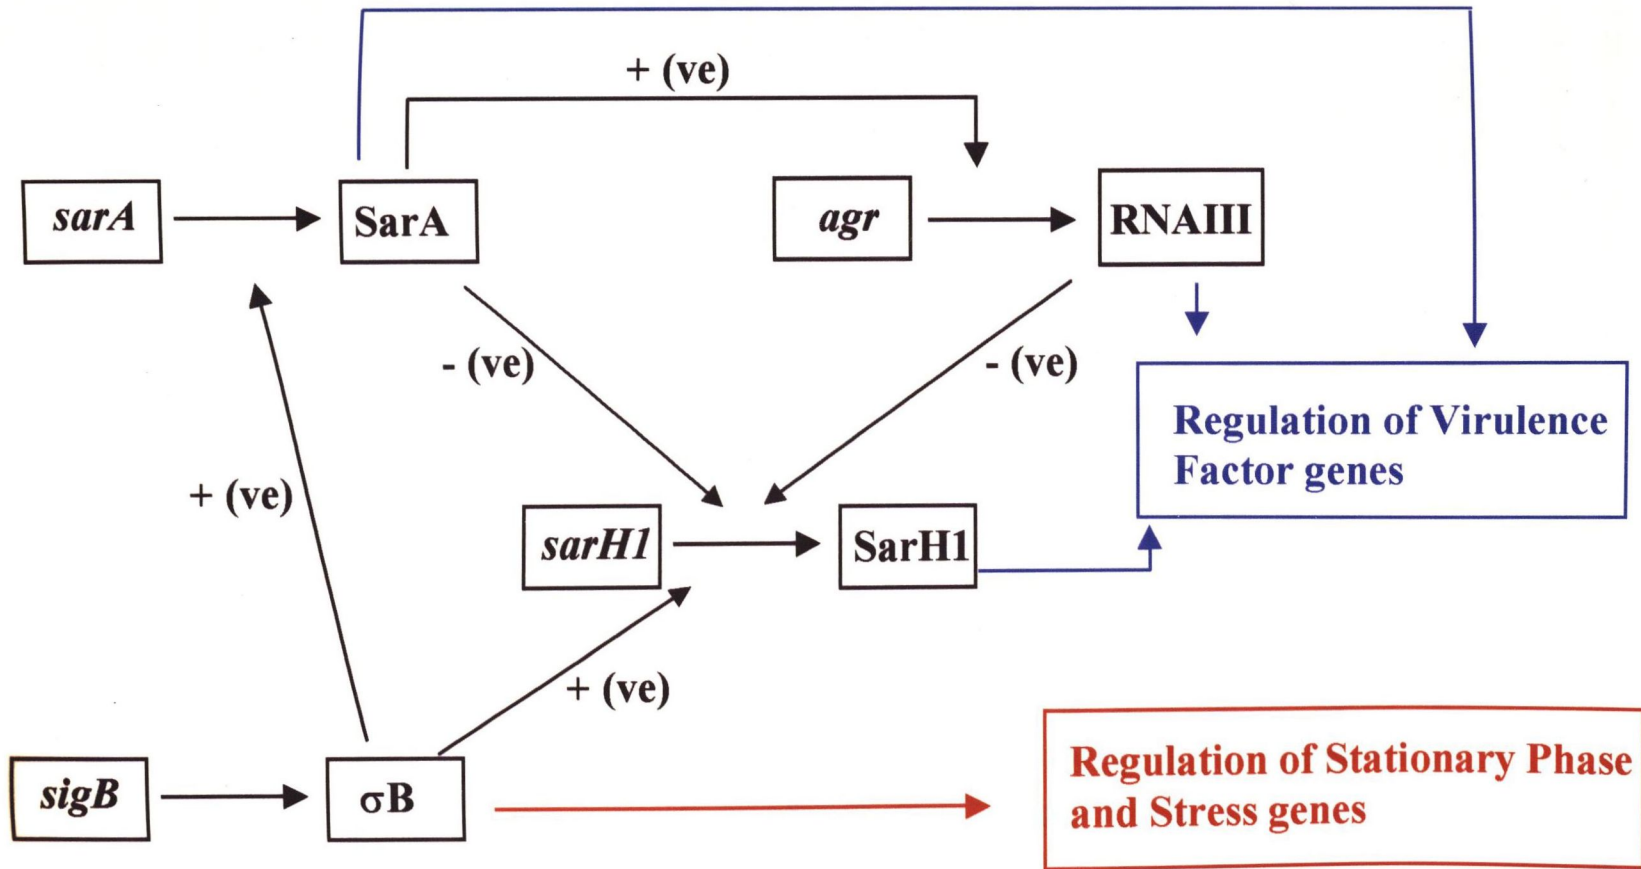 + (ve)
sarA
SarA
agr
RNAIII
- (ve)
- (ve)
Regulation of Virulence
Factor genes
+ (ve)
sarH1
SarH1
+ (ve)
sigB
σB
Regulation of Stationary Phase
and Stress genes